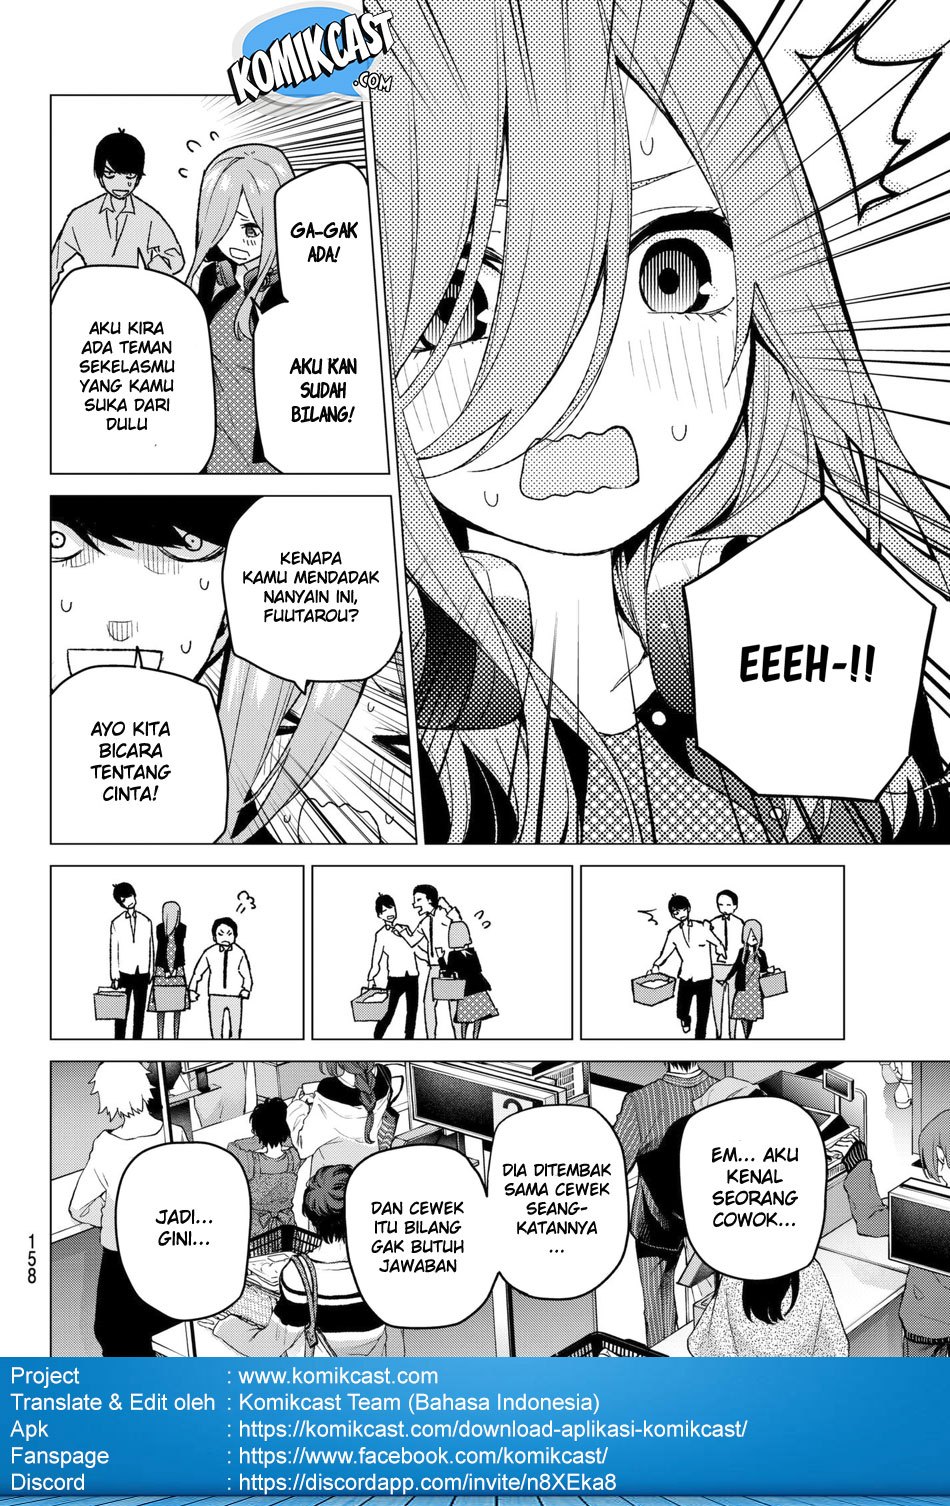 KOMIKCAST
.COM
EEEH-!!
GA-GAK
ADA!
AKU KAN
SUDAH
BILANG!
AKU KIRA
ADA TEMAN
SEKELASMU
YANG KAMU
SUKA DARI
DULU
KENAPA
KAMU MENDADAK
NANYAIN INI,
FUUTAROU?
AYO KITA
BICARA
TENTANG
CINTA!
2
EM... AKU
KENAL
SEORANG
COWOK...
DIA DITEMBAK
SAMA CEWEK
SEANG-
KATANNYA
...
DAN CEWEK
ITU BILANG
GAK BUTUH
JAWABAN
JADI...
GINI...
158
Project : www.komikcast.com
Translate & Edit oleh : Komikcast Team (Bahasa Indonesia)
Apk : https://komikcast.com/download-aplikasi-komikcast/
Fanspage : https://www.facebook.com/komikcast/
Discord : https://discordapp.com/invite/n8XEka8